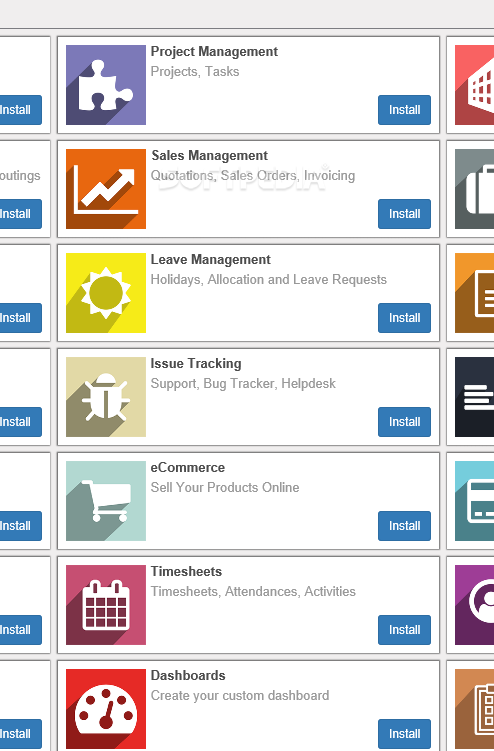 Project Management
Projects, Tasks
Install
Install
Sales Management
outings
Quotations, Sales Orders, Invoicing
SOFTPEDIA
Install
Install
Leave Management
Holidays, Allocation and Leave Requests
Install
Install
Issue Tracking
Support, Bug Tracker, Helpdesk
Install
Install
eCommerce
Sell Your Products Online
Install
Install
Timesheets
Timesheets, Attendances, Activities
Install
Install
Dashboards
Create your custom dashboard
Install
Install